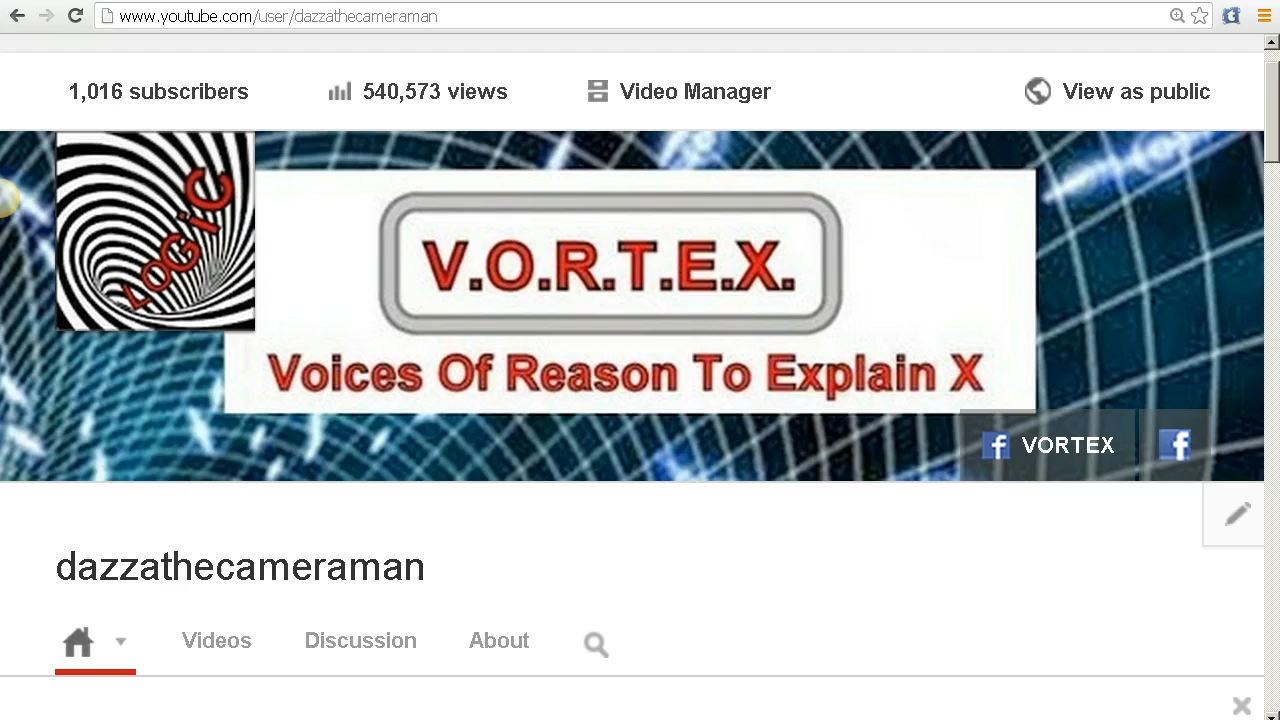 www.youtube.com/user/dazzathecameraman
1,016 subscribers
540,573 views
Video Manager
View as public
LOGiC
V.O.R.T.E.X.
Voices Of Reason To Explain X
VORTEX
dazzathecameraman
Videos
Discussion
About